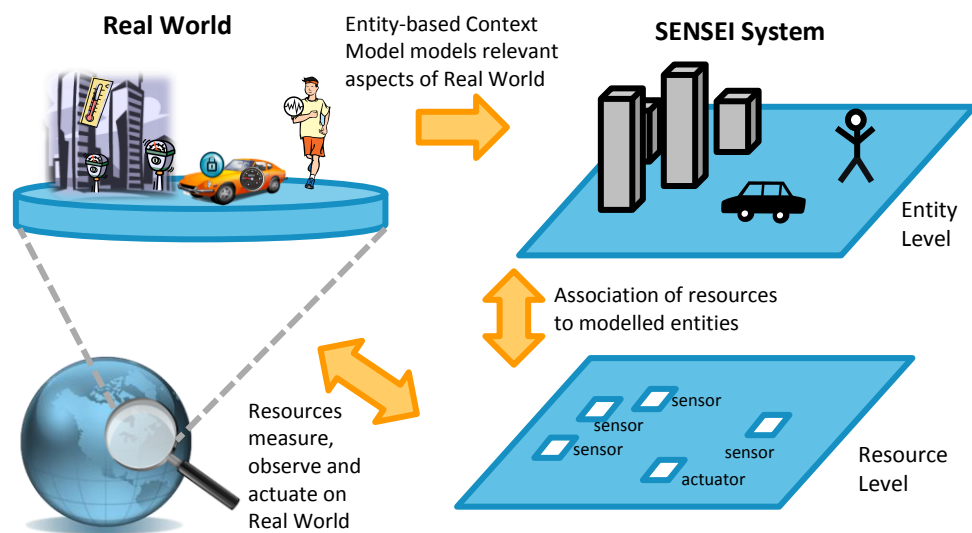 Real World
Entity-based Context
Model models relevant
aspects of Real World
SENSEI System
Entity
Level
Association of resources
to modelled entities
Resources
measure,
observe and
actuate on
Real World
sensor
sensor
sensor
sensor
actuator
Resource
Level